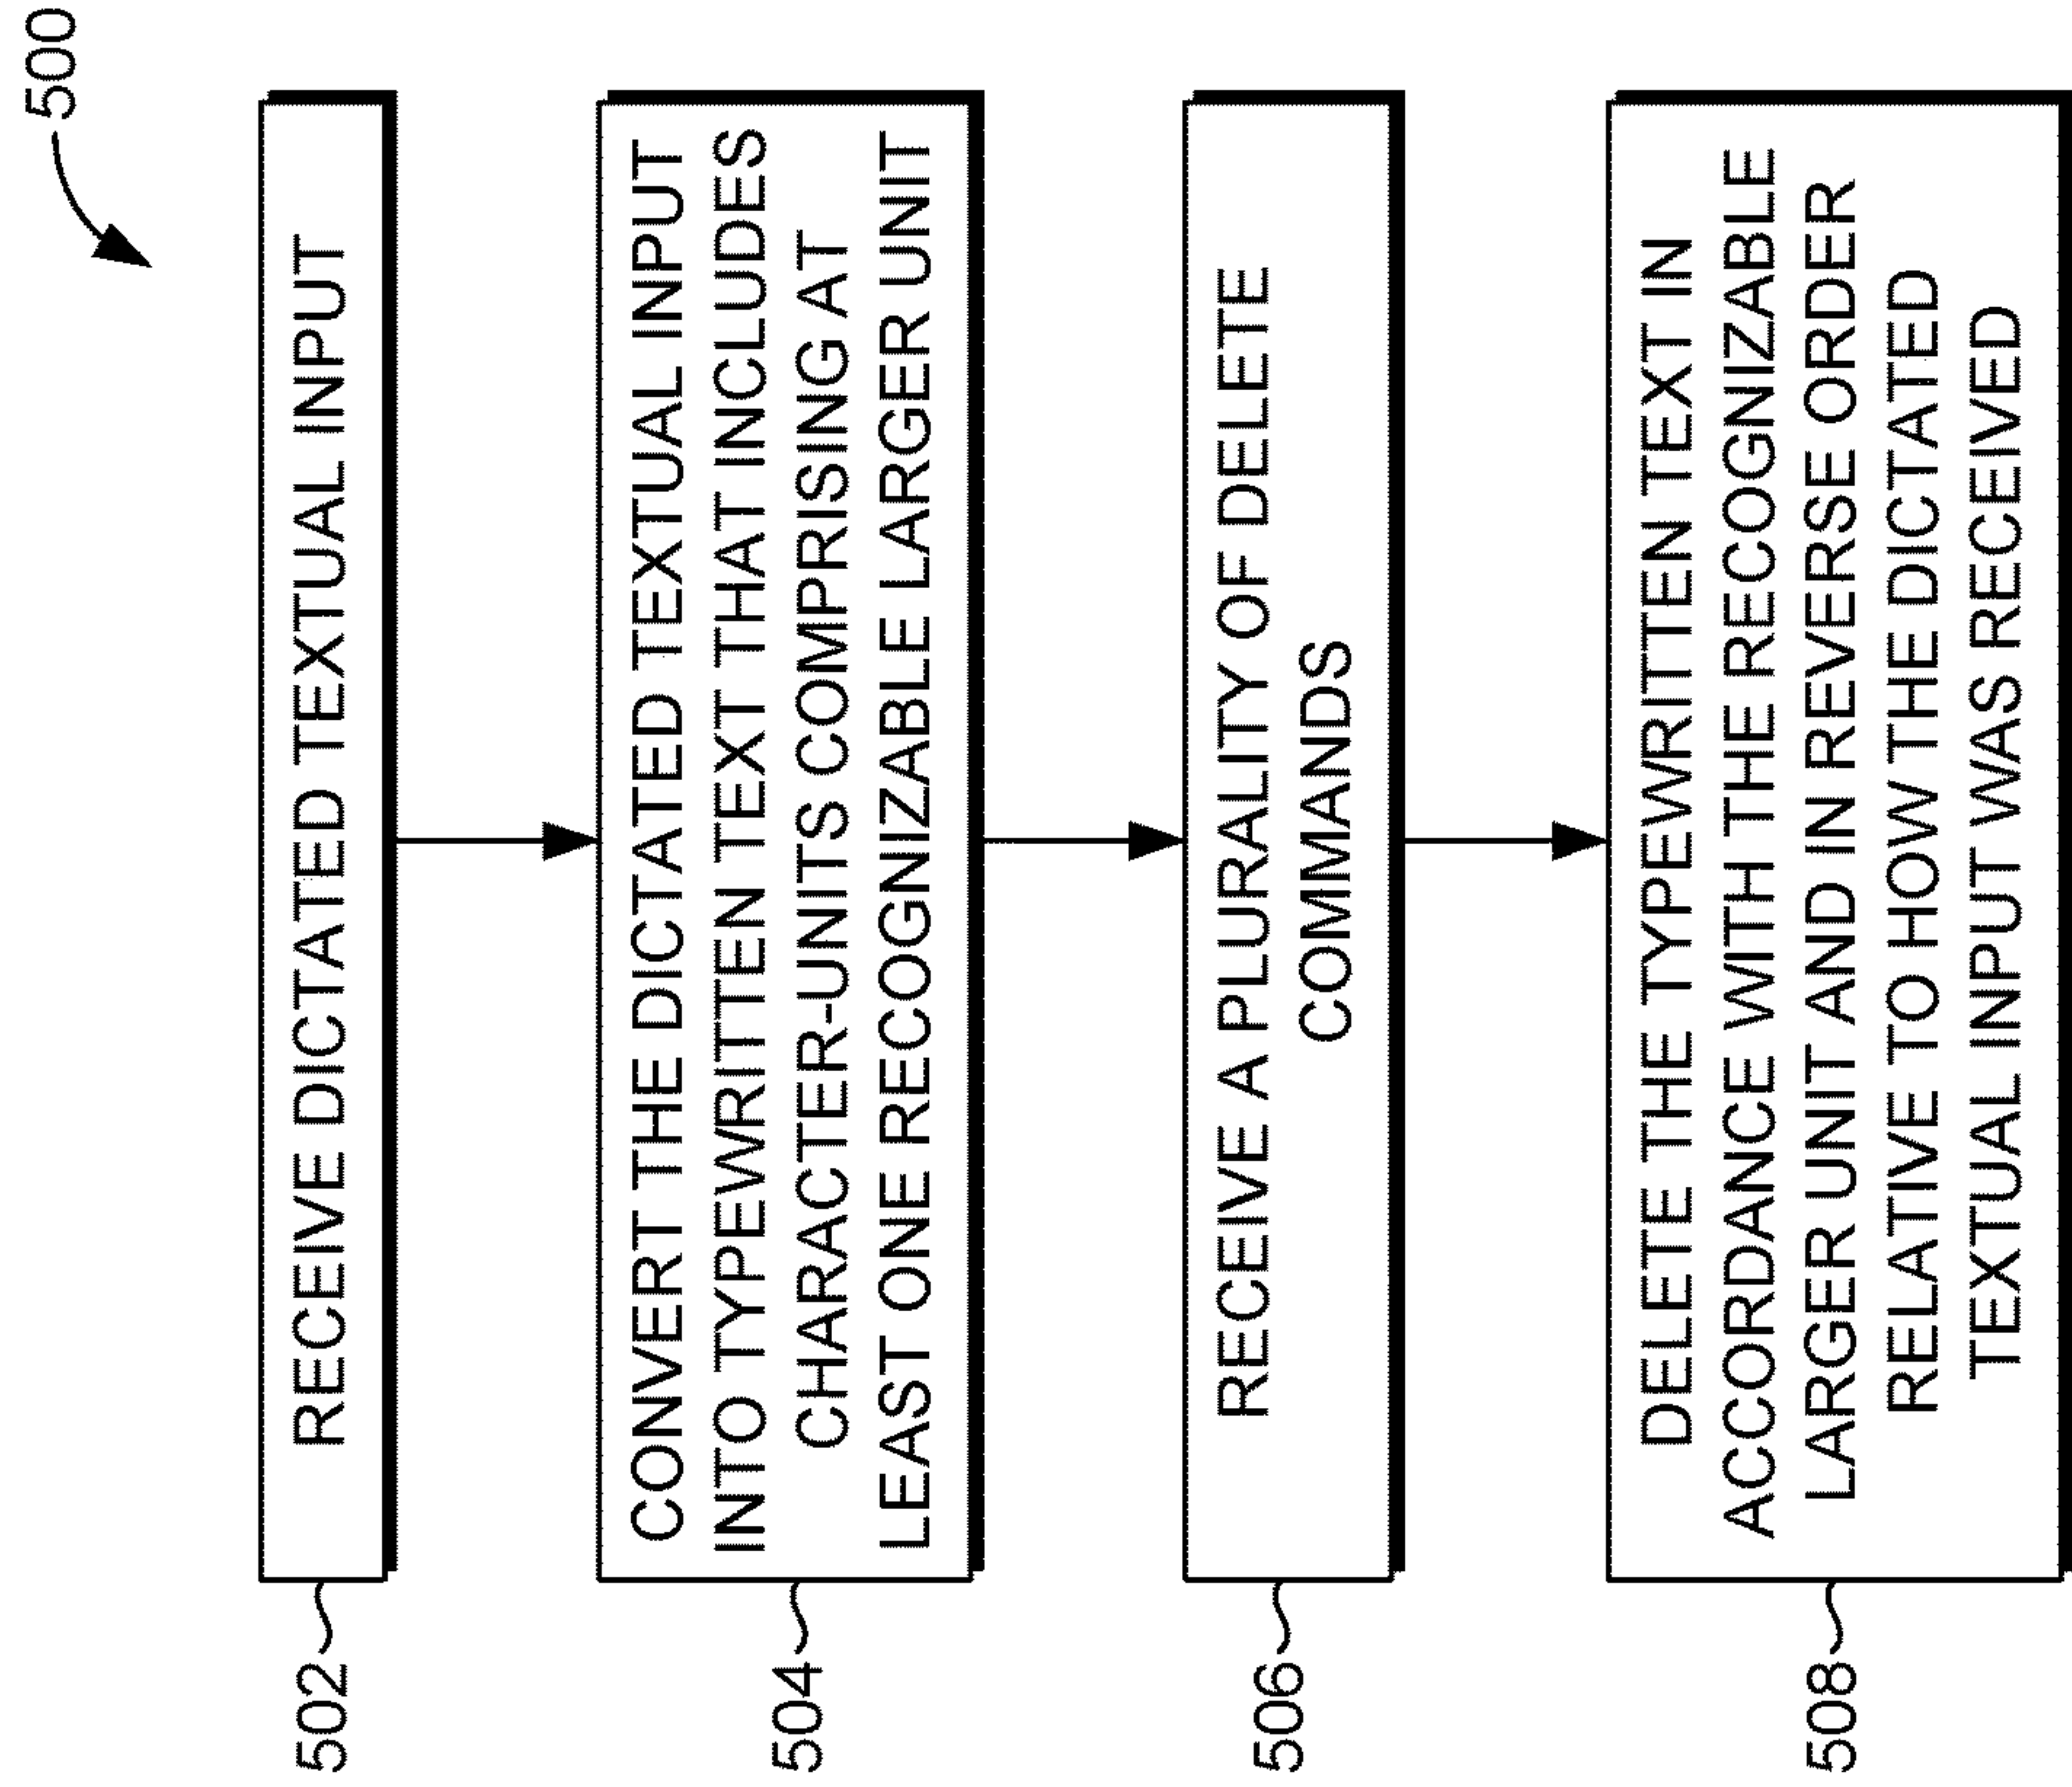 500
502
RECEIVE DICTATED TEXTUAL INPUT
504
CONVERT THE DICTATED TEXTUAL INPUT
INTO TYPEWRITTEN TEXT THAT INCLUDES
CHARACTER-UNITS COMPRISING AT
LEAST ONE RECOGNIZABLE LARGER UNIT
506
RECEIVE A PLURALITY OF DELETE
COMMANDS
508
DELETE THE TYPEWRITTEN TEXT IN
ACCORDANCE WITH THE RECOGNIZABLE
LARGER UNIT AND IN REVERSE ORDER
RELATIVE TO HOW THE DICTATED
TEXTUAL INPUT WAS RECEIVED